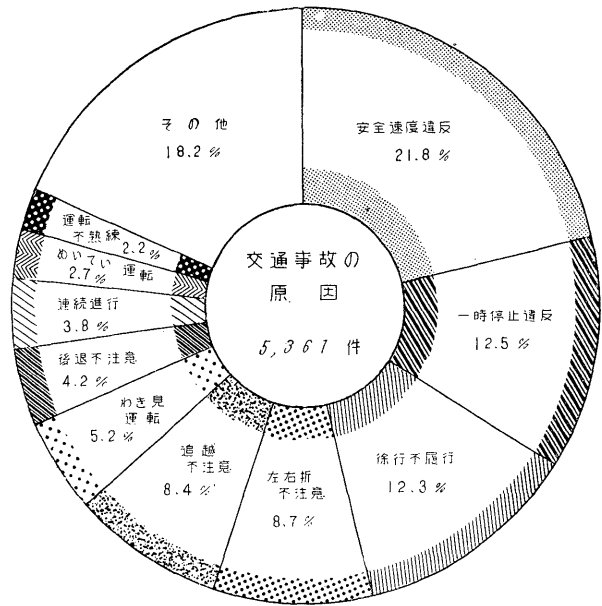 交通事故の
原因
5,361 件
安全速度違反
21.8 %
一時停止違反
12.5 %
徐行不履行
12.3 %
左右折
不注意
8.7 %
追越
不注意
8.4 %
わき見
運転
5.2 %
後退不注意
4.2 %
連続進行
3.8 %
めいてい運転
2.7 %
運転
不熟練
2.2 %
その他
18.2 %